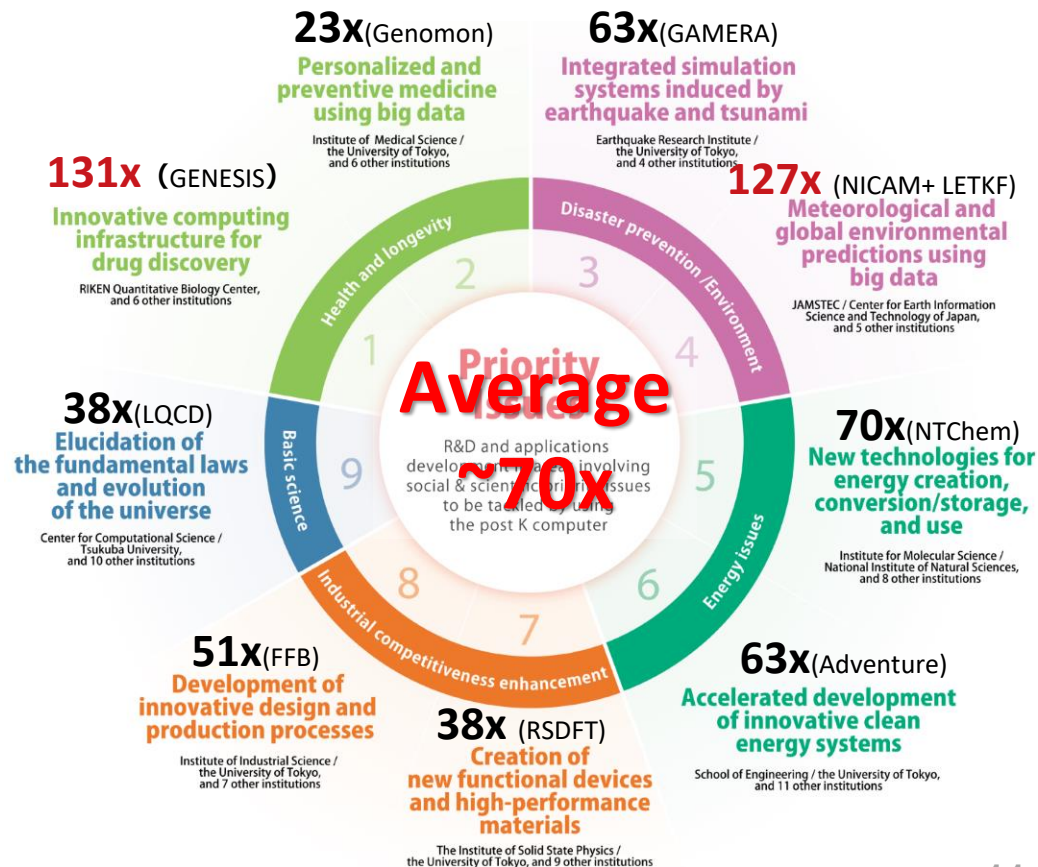 23x(Genomon)
Personalized and
preventive medicine
using big data
Institute of Medical Science /
the University of Tokyo,
and 6 other institutions
63x(GAMERA)
Integrated simulation
systems induced by
earthquake and tsunami
Earthquake Research Institute /
the University of Tokyo,
and 4 other institutions
131x (GENESIS)
Innovative computing
infrastructure for
drug discovery
RIKEN Quantitative Biology Center,
and 6 other institutions
127x (NICAM+ LETKF)
Meteorological and
global environmental
predictions using
big data
JAMSTEC / Center for Earth Information
Science and Technology of Japan,
and 5 other institutions
Health and longevity
Disaster prevention /Environment
2
3
1
4
Priority
Issues
Average
~70x
R&D and applications
development involving
social & scientific priority issues
to be tackled by using
the post K computer
38x(LQCD)
Elucidation of
the fundamental laws
and evolution
of the universe
Center for Computational Science /
Tsukuba University,
and 10 other institutions
Basic science
9
5
70x(NTChem)
New technologies for
energy creation,
conversion/storage,
and use
Institute for Molecular Science /
National Institute of Natural Sciences,
and 8 other institutions
8
7
6
Energy issues
Industrial competitiveness enhancement
51x(FFB)
Development of
innovative design and
production processes
Institute of Industrial Science /
the University of Tokyo,
and 7 other institutions
38x (RSDFT)
Creation of
new functional devices
and high-performance
materials
The Institute of Solid State Physics /
the University of Tokyo, and 9 other institutions
63x(Adventure)
Accelerated development
of innovative clean
energy systems
School of Engineering / the University of Tokyo,
and 11 other institutions